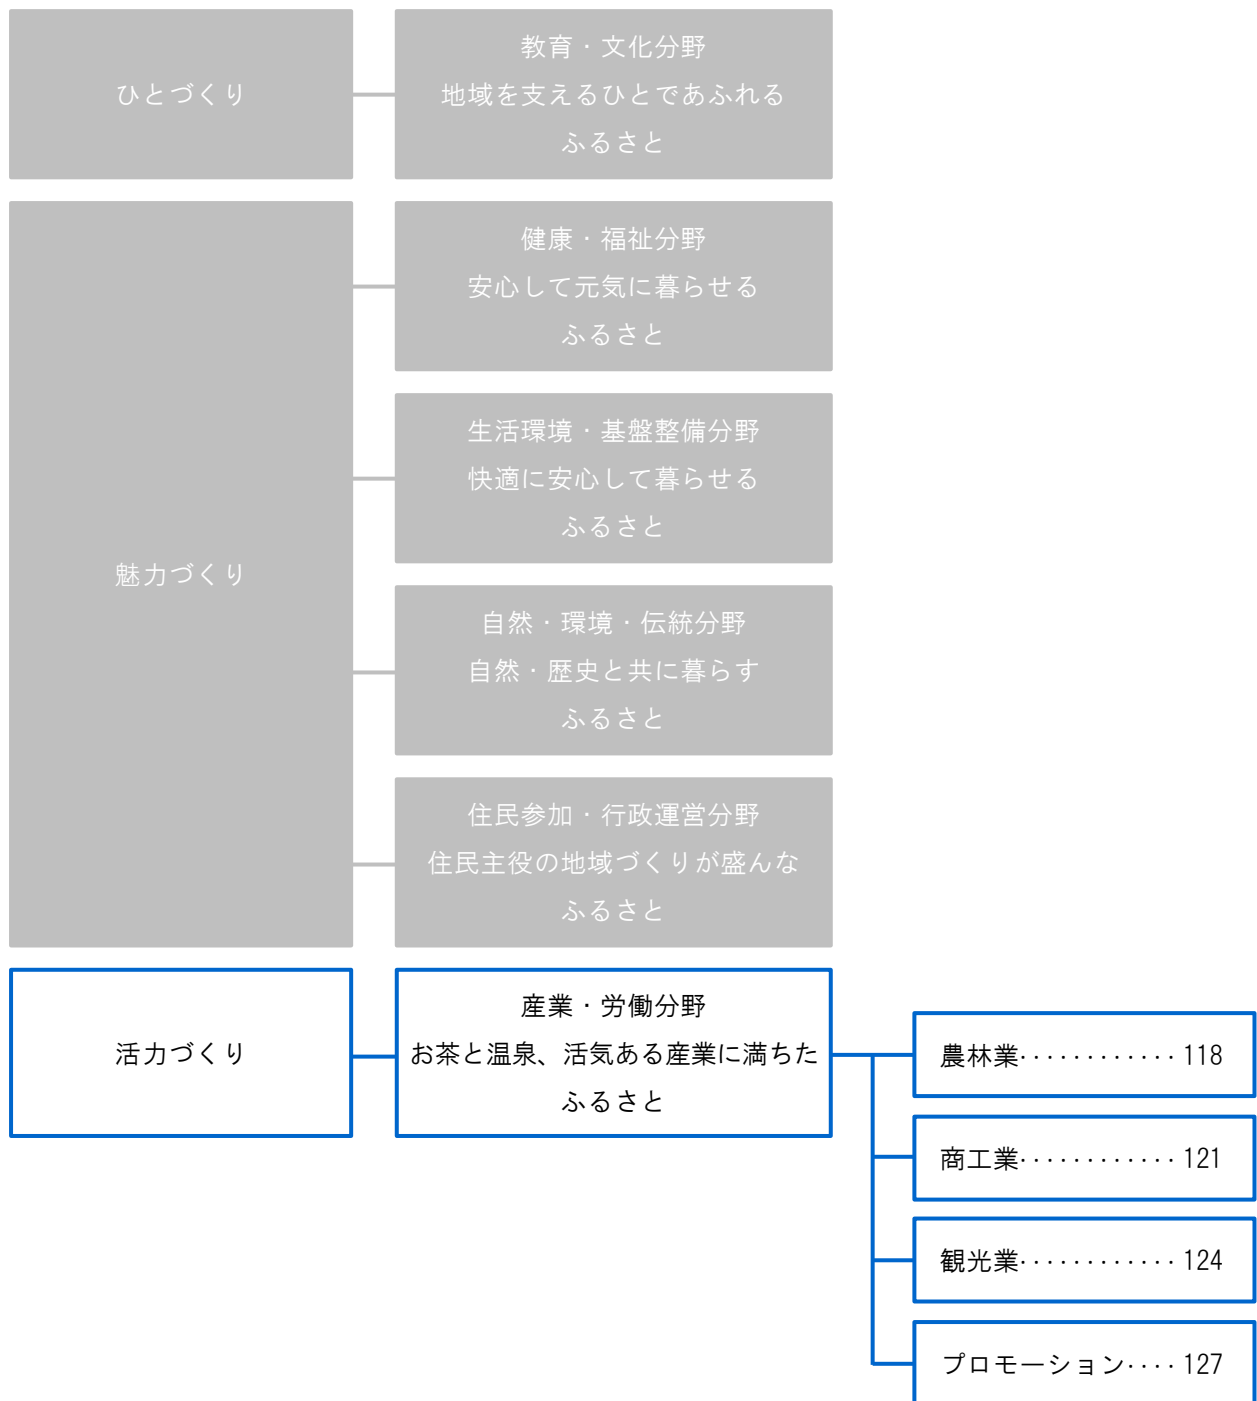 ひとづくり
教育・文化分野
地域を支えるひとであふれる
ふるさと
魅力づくり
健康・福祉分野
安心して元気に暮らせる
ふるさと
生活環境・基盤整備分野
快適に安心して暮らせる
ふるさと
自然・環境・伝統分野
自然・歴史と共に暮らす
ふるさと
住民参加・行政運営分野
住民主役の地域づくりが盛んな
ふるさと
活力づくり
産業・労働分野
お茶と温泉、活気ある産業に満ちた
ふるさと
農林業············118
商工業············121
観光業············124
プロモーション····127